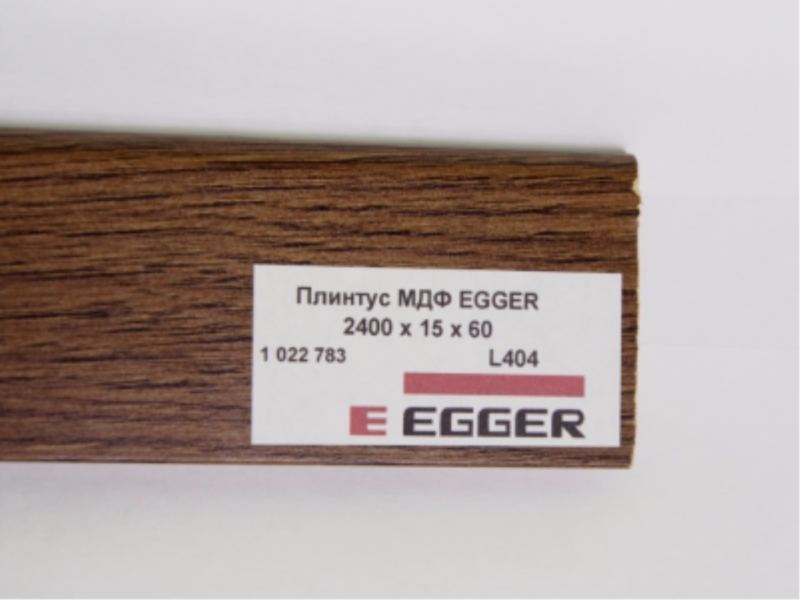 Плинтус МДФ EGGER
2400 x 15 x 60
1 022 783 L404
E EGGER